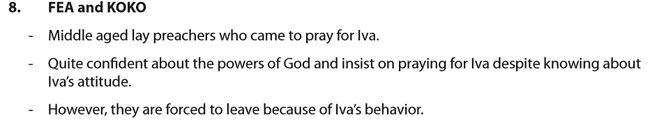 8. FEA and KOKO
- Middle aged lay preachers who came to pray for Iva.
- Quite confident about the powers of God and insist on praying for Iva despite knowing about
Iva’s attitude.
- However, they are forced to leave because of Iva’s behavior.